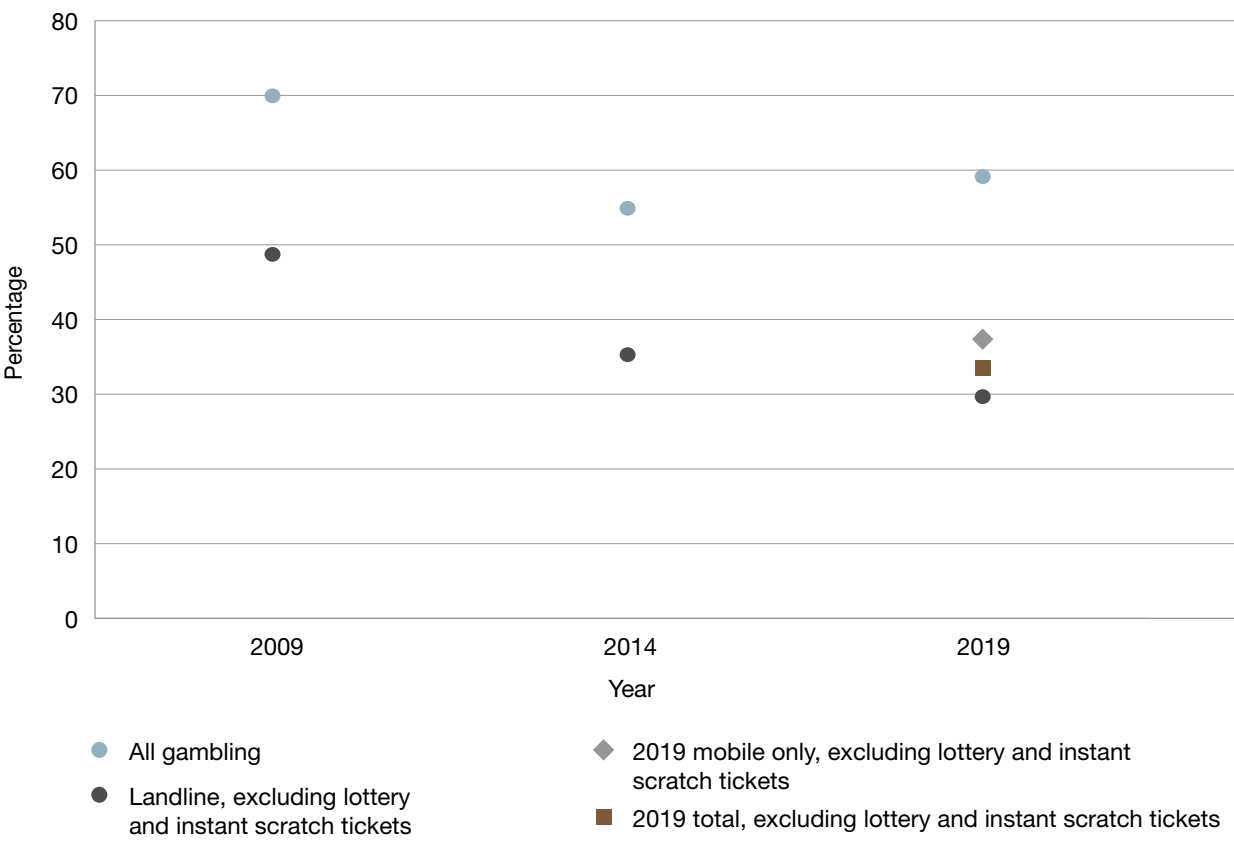 80
70
60
50
40
30
20
10
0
Percentage
2009
2014
2019
Year
All gambling
Landline, excluding lottery
and instant scratch tickets
2019 mobile only, excluding lottery and instant
scratch tickets
2019 total, excluding lottery and instant scratch tickets